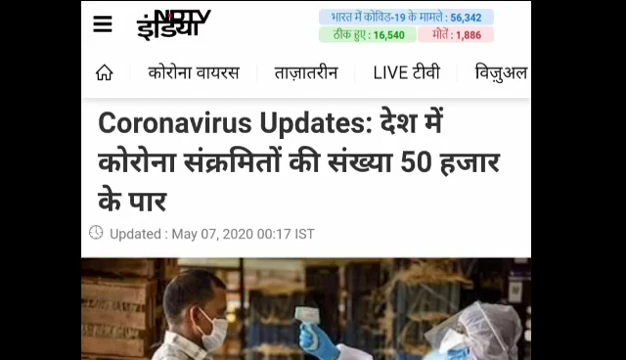 NDTV
इंडिया
भारत में कोविड-19 के मामले : 56,342
ठीक हुए : 16,540 मौतें : 1,886
कोरोना वायरस ताज़ातरीन LIVE टीवी विज़ुअल
Coronavirus Updates: देश में
कोरोना संक्रमितों की संख्या 50 हजार
के पार
Updated : May 07, 2020 00:17 IST